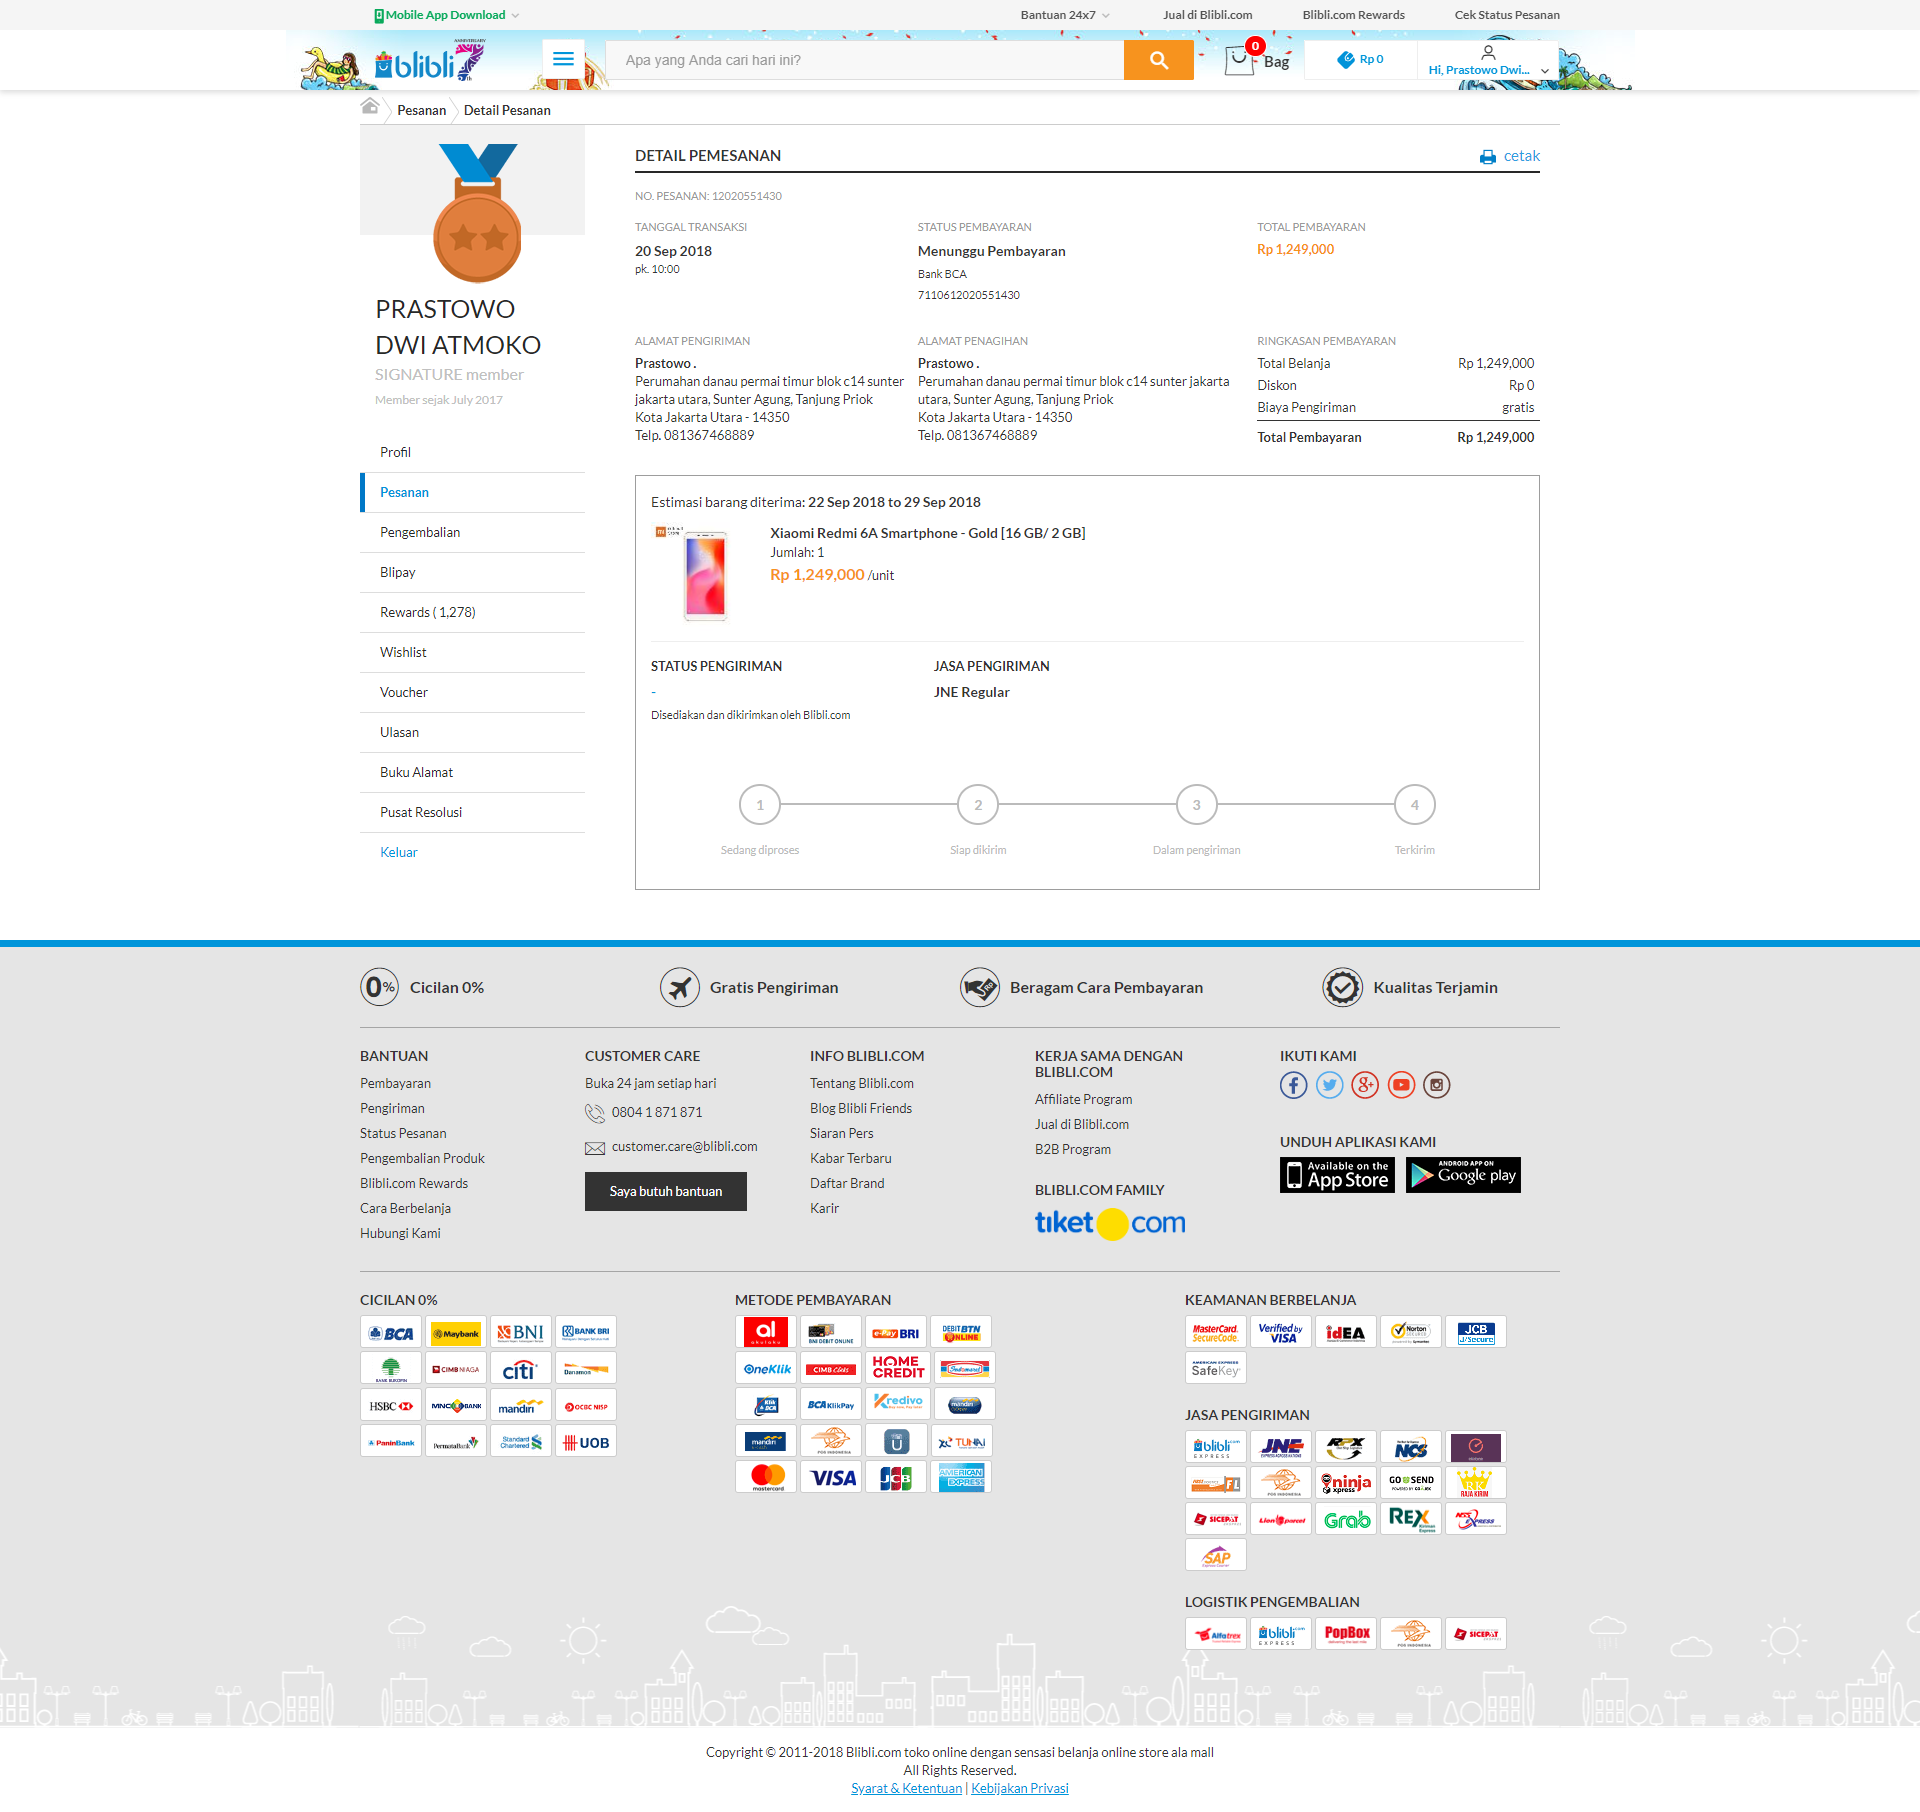 Mobile App Download
Bantuan 24x7
Jual di Blibli.com
Blibli.com Rewards
Cek Status Pesanan
blibli 7th
ANNIVERSARY
Apa yang Anda cari hari ini?
0
Bag
Rp 0
Hi, Prastowo Dwi...
Pesanan
Detail Pesanan
PRASTOWO
DWI ATMOKO
SIGNATURE member
Member sejak July 2017
Profil
Pesanan
Pengembalian
Blipay
Rewards ( 1,278)
Wishlist
Voucher
Ulasan
Buku Alamat
Pusat Resolusi
Keluar
DETAIL PEMESANAN
cetak
NO. PESANAN: 12020551430
TANGGAL TRANSAKSI
20 Sep 2018
pk. 10:00
STATUS PEMBAYARAN
Menunggu Pembayaran
Bank BCA
7110612020551430
TOTAL PEMBAYARAN
Rp 1,249,000
ALAMAT PENGIRIMAN
Prastowo .
Perumahan danau permai timur blok c14 sunter
jakarta utara, Sunter Agung, Tanjung Priok
Kota Jakarta Utara - 14350
Telp. 081367468889
ALAMAT PENAGIHAN
Prastowo .
Perumahan danau permai timur blok c14 sunter jakarta
utara, Sunter Agung, Tanjung Priok
Kota Jakarta Utara - 14350
Telp. 081367468889
RINGKASAN PEMBAYARAN
Total Belanja Rp 1,249,000
Diskon Rp 0
Biaya Pengiriman gratis
Total Pembayaran Rp 1,249,000
Estimasi barang diterima: 22 Sep 2018 to 29 Sep 2018
Xiaomi Redmi 6A Smartphone - Gold [16 GB/ 2 GB]
Jumlah: 1
Rp 1,249,000 /unit
STATUS PENGIRIMAN
-
Disediakan dan dikirimkan oleh Blibli.com
JASA PENGIRIMAN
JNE Regular
1 2 3 4
Sedang diproses
Siap dikirim
Dalam pengiriman
Terkirim
0% Cicilan 0%
Gratis Pengiriman
Rp Beragam Cara Pembayaran
Kualitas Terjamin
BANTUAN
Pembayaran
Pengiriman
Status Pesanan
Pengembalian Produk
Blibli.com Rewards
Cara Berbelanja
Hubungi Kami
CUSTOMER CARE
Buka 24 jam setiap hari
0804 1 871 871
customer.care@blibli.com
Saya butuh bantuan
INFO BLIBLI.COM
Tentang Blibli.com
Blog Blibli Friends
Siaran Pers
Kabar Terbaru
Daftar Brand
Karir
KERJA SAMA DENGAN
BLIBLI.COM
Affiliate Program
Jual di Blibli.com
B2B Program
BLIBLI.COM FAMILY
tiket com
IKUTI KAMI
UNDUH APLIKASI KAMI
Available on the
App Store
ANDROID APP ON
Google play
CICILAN 0%
BCA Maybank BNI BANK BRI
BANK BUKOPIN CIMB NIAGA citi Danamon
HSBC MNC BANK mandiri OCBC NISP
PaninBank PermataBank Standard Chartered UOB
METODE PEMBAYARAN
al akulaku BNI DEBIT ONLINE e-Pay BRI DEBIT BTN ONLINE
OneKlik CIMB Clicks HOME CREDIT Indomaret
Klik BCA BCA KlikPay Kredivo mandiri
mandiri POS INDONESIA U XL TUNAI
mastercard VISA JCB AMERICAN EXPRESS
KEAMANAN BERBELANJA
MasterCard. SecureCode. Verified by VISA idEA Norton SECURED JCB J/Secure
AMERICAN EXPRESS SafeKey
JASA PENGIRIMAN
blibli.com EXPRESS JNE RPX NCS
FL POS INDONESIA ninja xpress GO SEND RAJA KIRIM
SICEPAT Lion parcel Grab REX Express NSS EXPRESS
SAP
LOGISTIK PENGEMBALIAN
Alfatrex blibli.com EXPRESS PopBox POS INDONESIA SICEPAT
Copyright © 2011-2018 Blibli.com toko online dengan sensasi belanja online store ala mall
All Rights Reserved.
Syarat & Ketentuan | Kebijakan Privasi